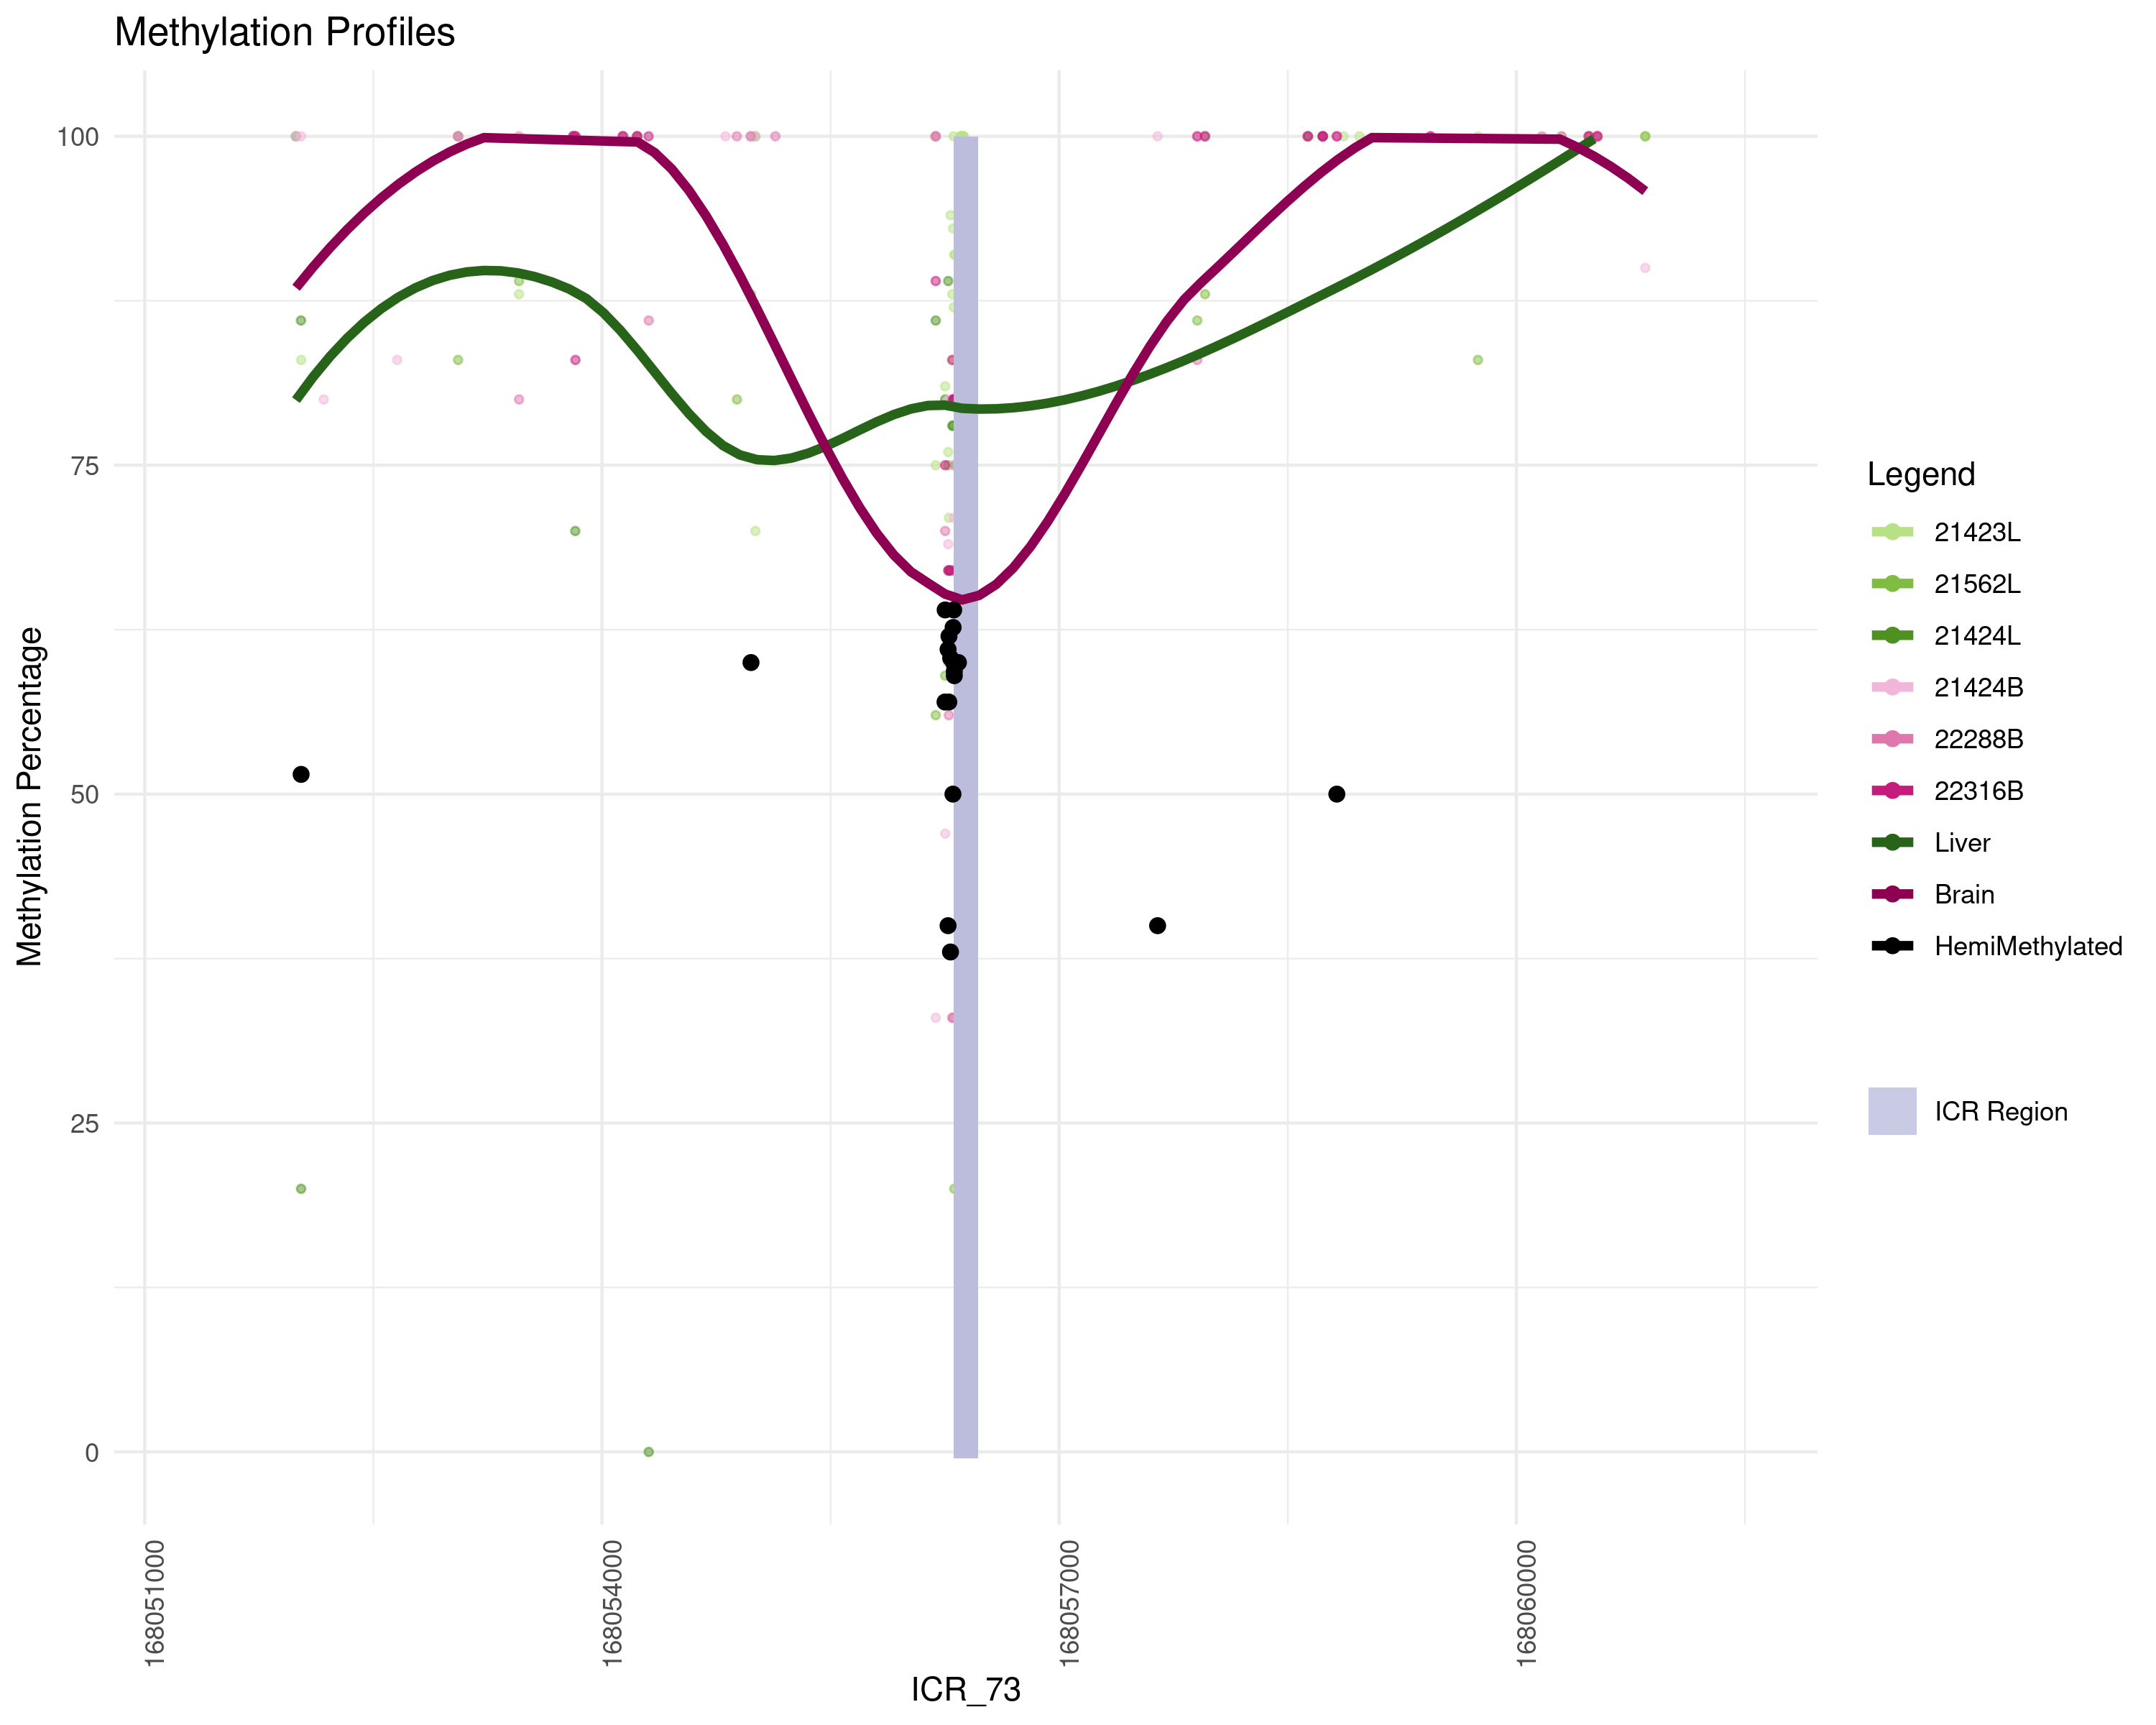 Methylation Profiles
Methylation Percentage
100
75
50
25
0
168051000
168054000
168057000
168060000
ICR_73
Legend
21423L
21562L
21424L
21424B
22288B
22316B
Liver
Brain
HemiMethylated
ICR Region